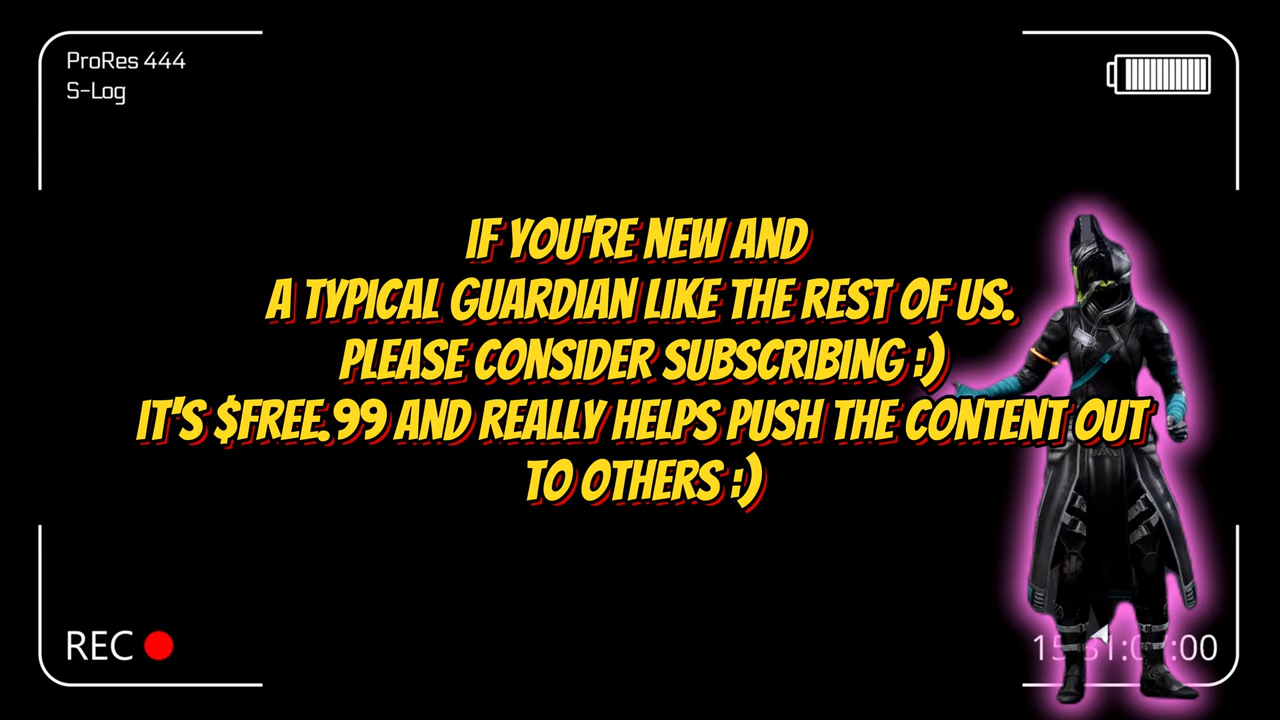 ProRes 444
S-Log
IF YOU'RE NEW AND
A TYPICAL GUARDIAN LIKE THE REST OF US.
PLEASE CONSIDER SUBSCRIBING :)
IT'S $FREE.99 AND REALLY HELPS PUSH THE CONTENT OUT
TO OTHERS :)
REC